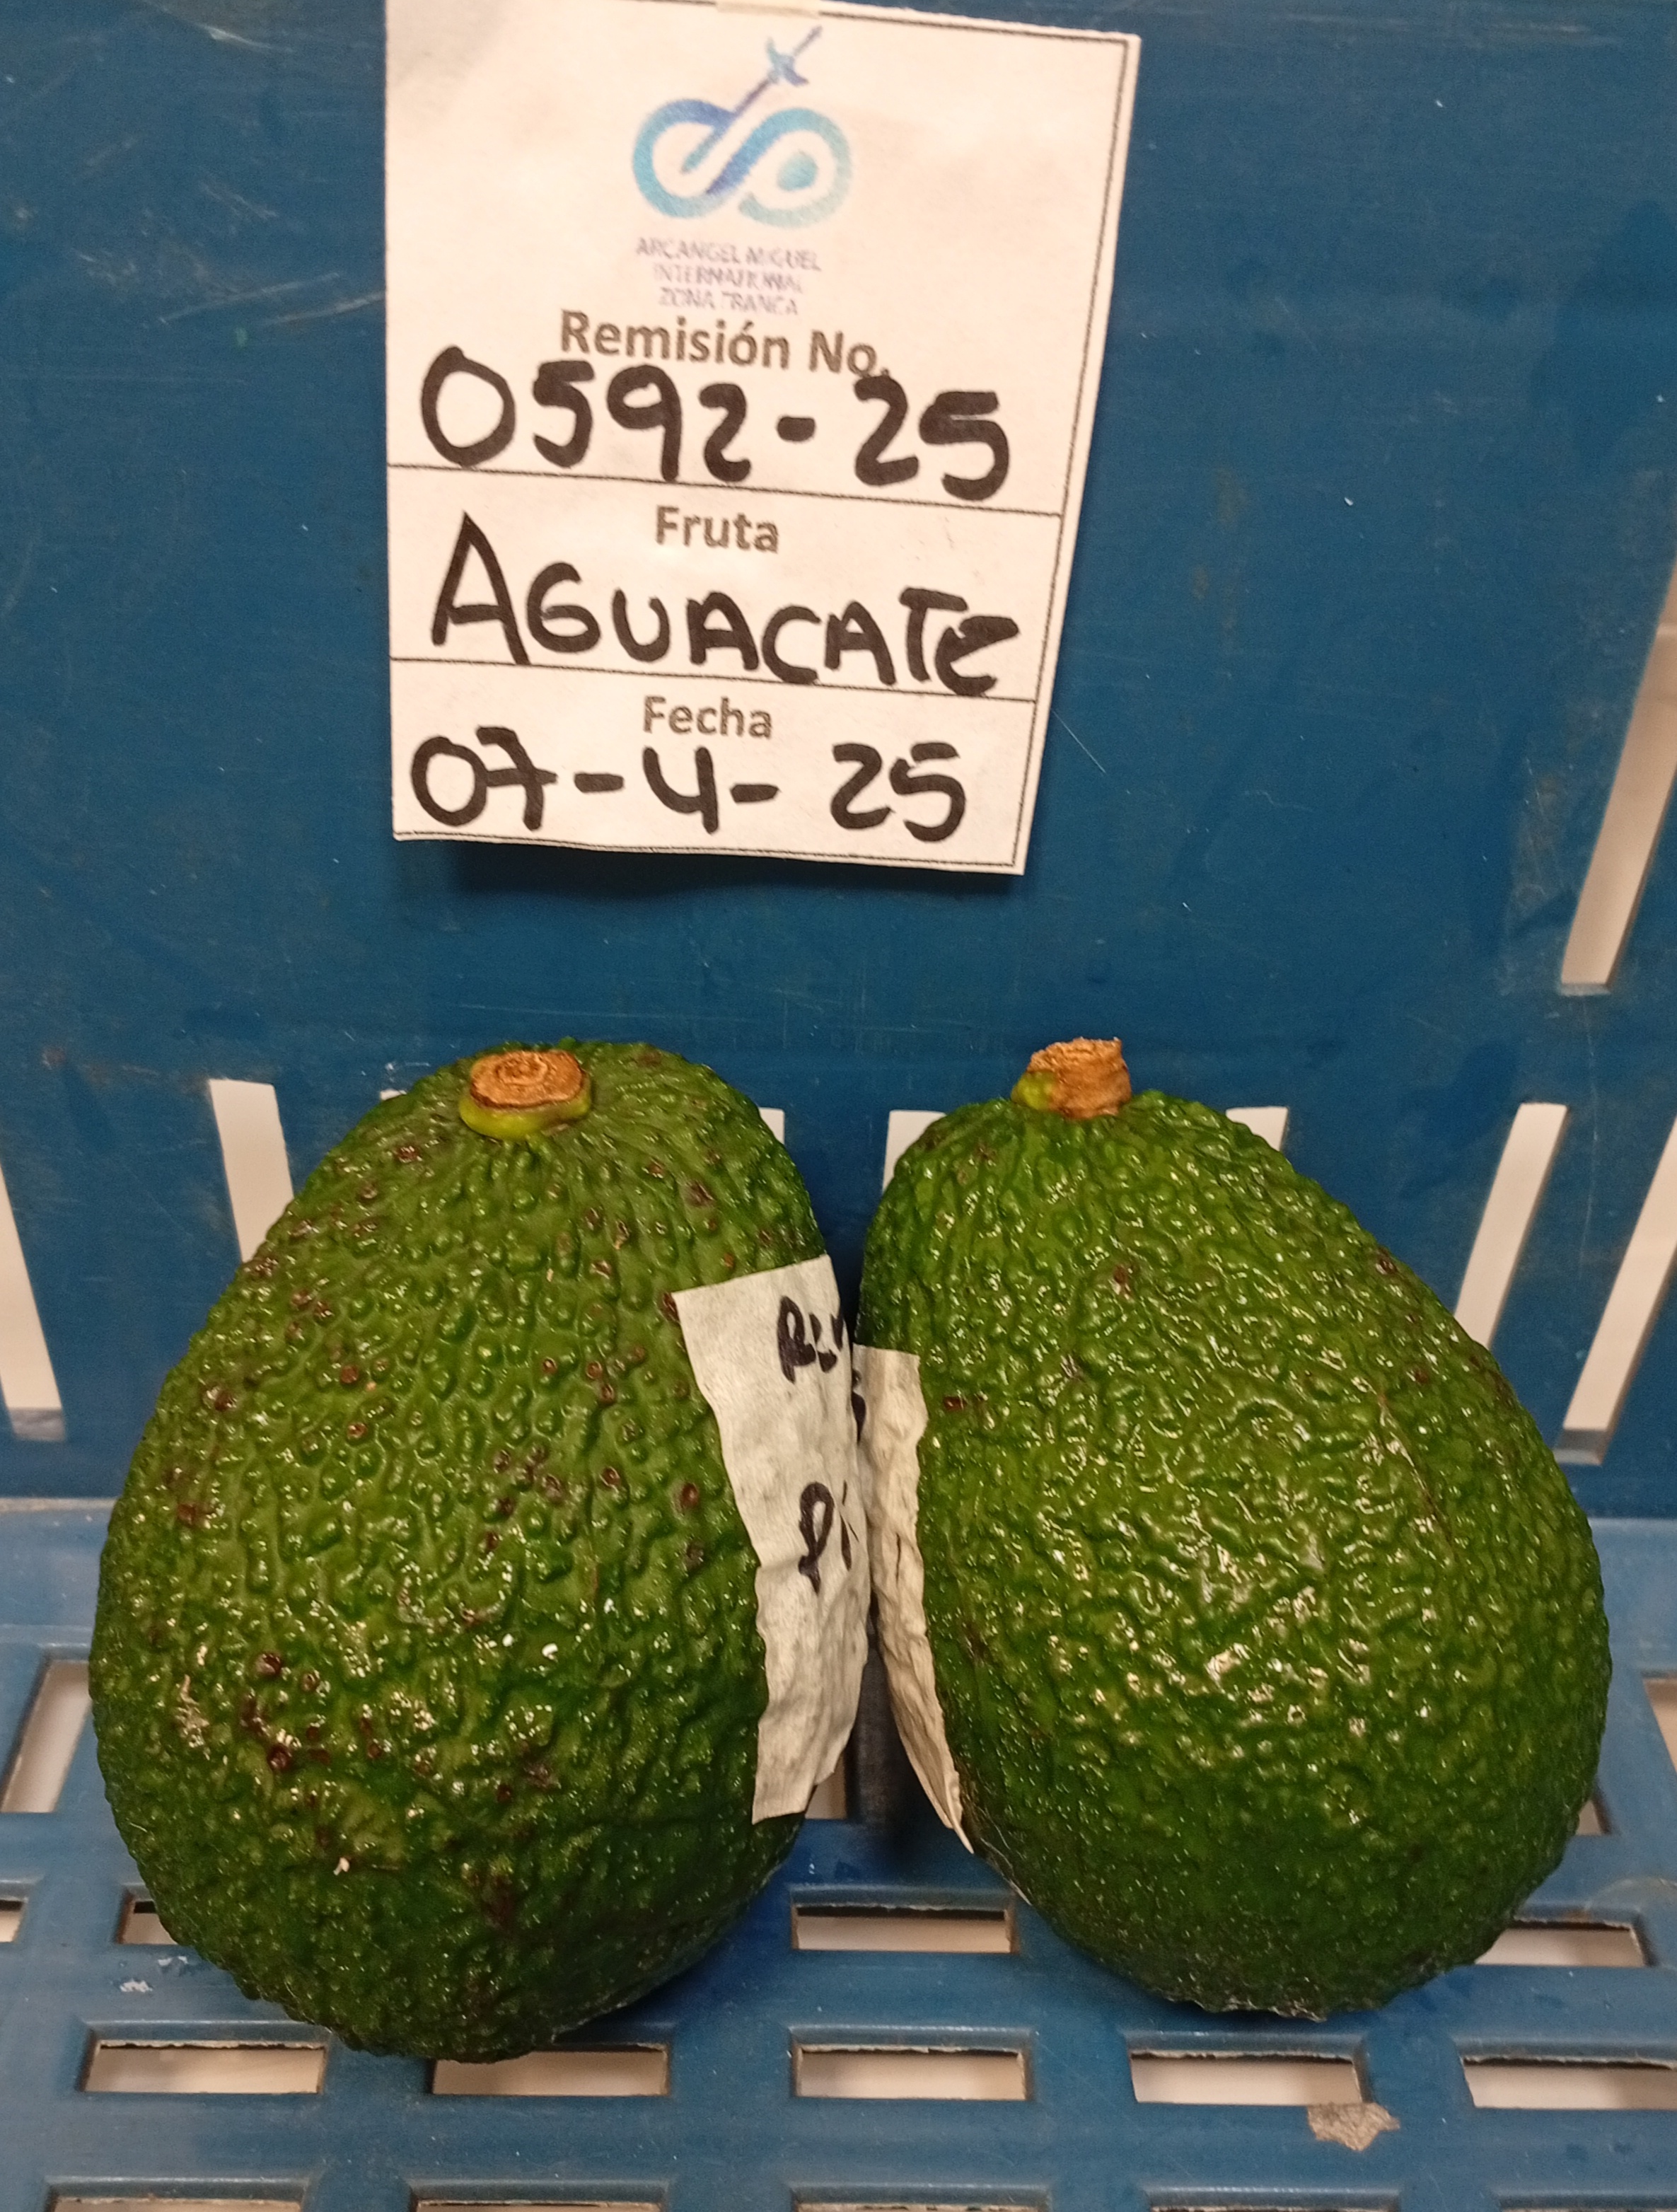 ARCANGEL MIGUEL
INTERNATIONAL
ZONA FRANCA
Remisión No.
0592-25
Fruta
AGUACATE
Fecha
07-4-25